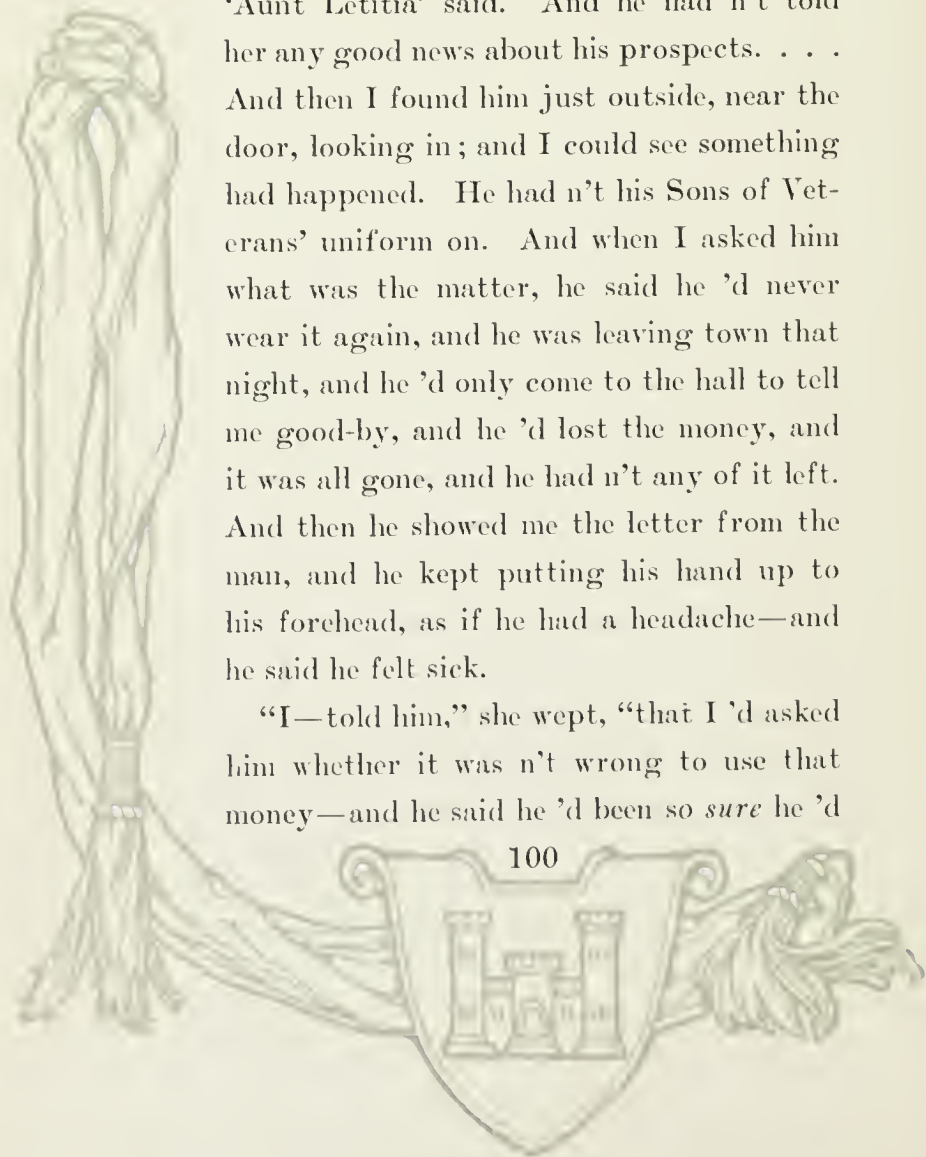 'Aunt Letitia' said. And he had n't told
her any good news about his prospects. . . .
And then I found him just outside, near the
door, looking in; and I could see something
had happened. He had n't his Sons of Vet-
erans' uniform on. And when I asked him
what was the matter, he said he 'd never
wear it again, and he was leaving town that
night, and he 'd only come to the hall to tell
me good-by, and he 'd lost the money, and
it was all gone, and he had n't any of it left.
And then he showed me the letter from the
man, and he kept putting his hand up to
his forehead, as if he had a headache—and
he said he felt sick.
“I—told him,” she wept, “that I 'd asked
him whether it was n't wrong to use that
money—and he said he 'd been so sure he 'd
100